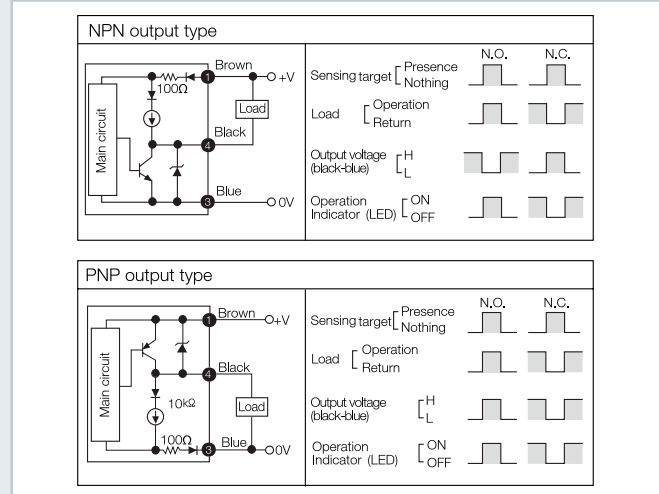 NPN output type
Brown
1
+V
100Ω
Load
Black
4
Main circuit
Blue
3
0V
N.O. N.C.
Sensing target [ Presence
Nothing
Load [ Operation
Return
Output voltage
(black-blue) [ H
L
Operation
Indicator (LED) [ ON
OFF
PNP output type
Brown
1
+V
Black
4
Main circuit
10kΩ
Load
100Ω
Blue
3
0V
N.O. N.C.
Sensing target [ Presence
Nothing
Load [ Operation
Return
Output voltage
(black-blue) [ H
L
Operation
Indicator (LED) [ ON
OFF